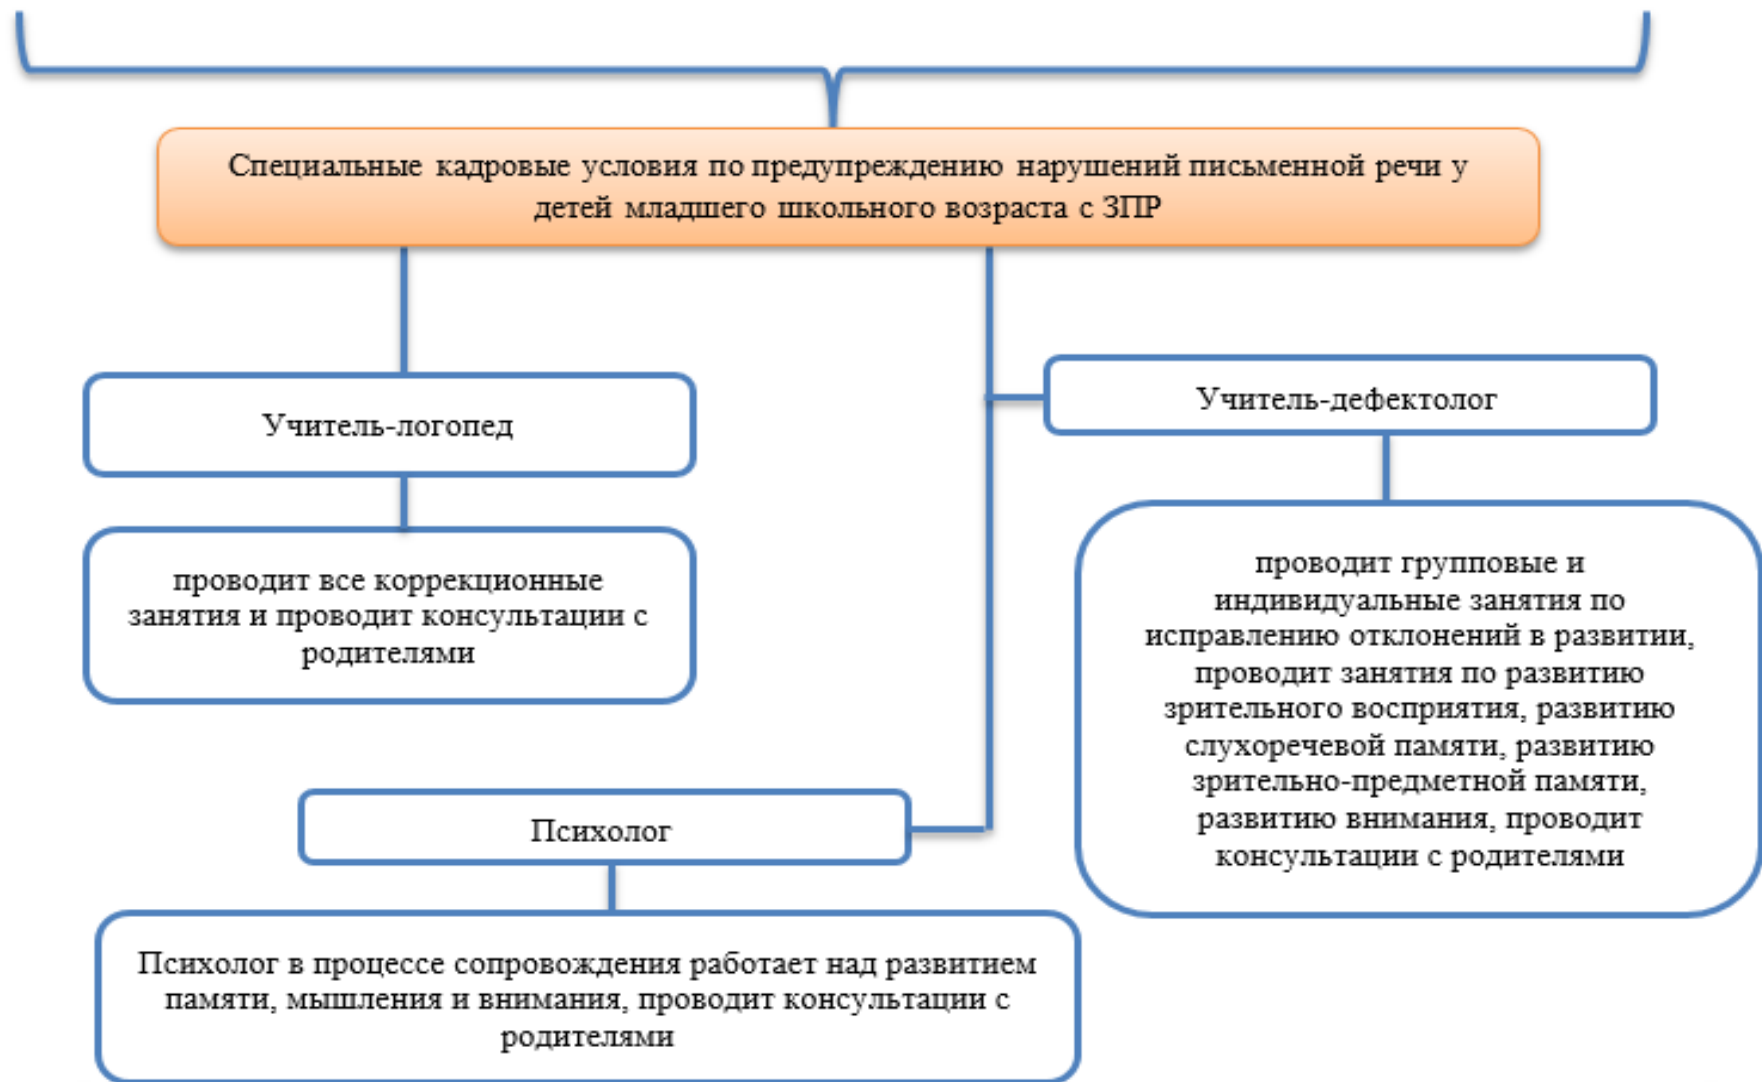 Специальные кадровые условия по предупреждению нарушений письменной речи у
детей младшего школьного возраста с ЗПР
Учитель-логопед
проводит все коррекционные
занятия и проводит консультации с
родителями
Учитель-дефектолог
проводит групповые и
индивидуальные занятия по
исправлению отклонений в развитии,
проводит занятия по развитию
зрительного восприятия, развитию
слухоречевой памяти, развитию
зрительно-предметной памяти,
развитию внимания, проводит
консультации с родителями
Психолог
Психолог в процессе сопровождения работает над развитием
памяти, мышления и внимания, проводит консультации с
родителями